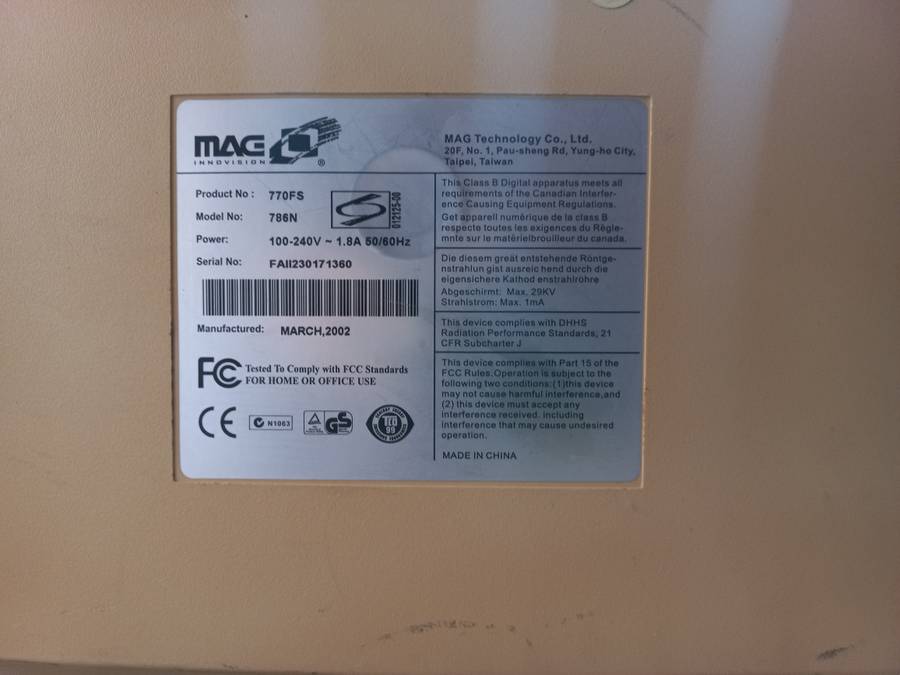 MAG
INNOVISION
®
MAG Technology Co., Ltd.
20F, No. 1, Pau-sheng Rd, Yung-ho City,
Taipei, Taiwan
Product No : 770FS
Model No: 786N
Power: 100-240V ~ 1.8A 50/60Hz
Serial No: FAII230171360
012125-00
Manufactured: MARCH,2002
FC Tested To Comply with FCC Standards
FOR HOME OR OFFICE USE
CE
N1063
GS
TCO
99
This Class B Digital apparatus meets all
requirements of the Canadian Interfer-
ence Causing Equipment Regulations.
Get appareil numérique de la class B
respecte toutes les exigences du Règle-
mnte sur le matérielbrouilleur du canada.
Die diesem greät entstehende Röntge-
nstrahlun gist ausreic hend durch die
eigensichere Kathod enstrahlröhre
Abgeschirmt: Max. 29KV
Strahlstrom: Max. 1mA
This device complies with DHHS
Radiation Performance Standards, 21
CFR Subcharter J
This device complies with Part 15 of the
FCC Rules.Operation is subject to the
following two conditions:(1)this device
may not cause harmful interference,and
(2) this device must accept any
interference received. including
interference that may cause undesired
operation.
MADE IN CHINA